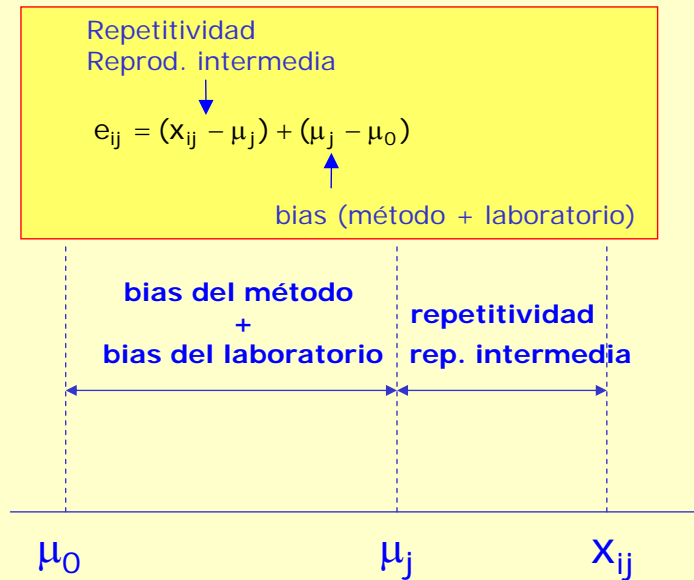 Repetitividad
Reprod. intermedia
e_ij = (x_ij − μ_j) + (μ_j − μ_0)
bias (método + laboratorio)
bias del método
+
bias del laboratorio
repetitividad
rep. intermedia
μ_0 μ_j x_ij